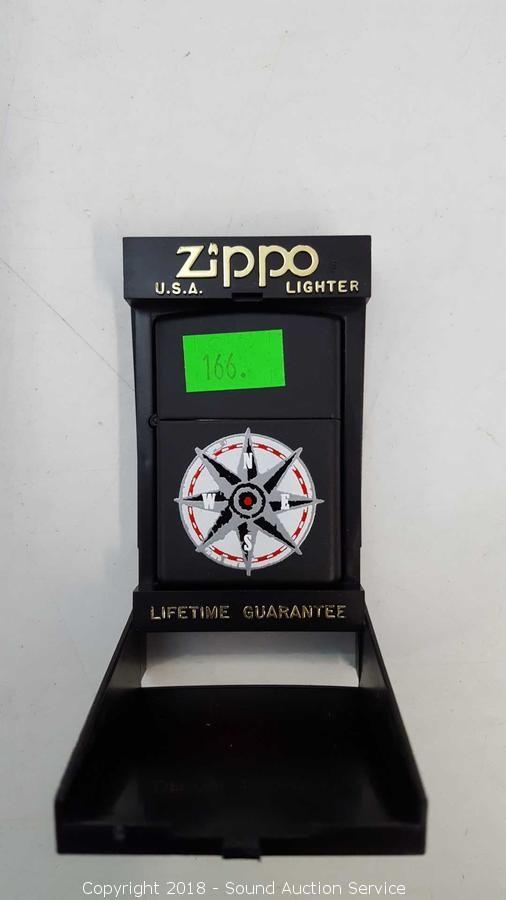 Zippo
U.S.A. LIGHTER
166.
N
W E
S
LIFETIME GUARANTEE
Copyright 2018 - Sound Auction Service